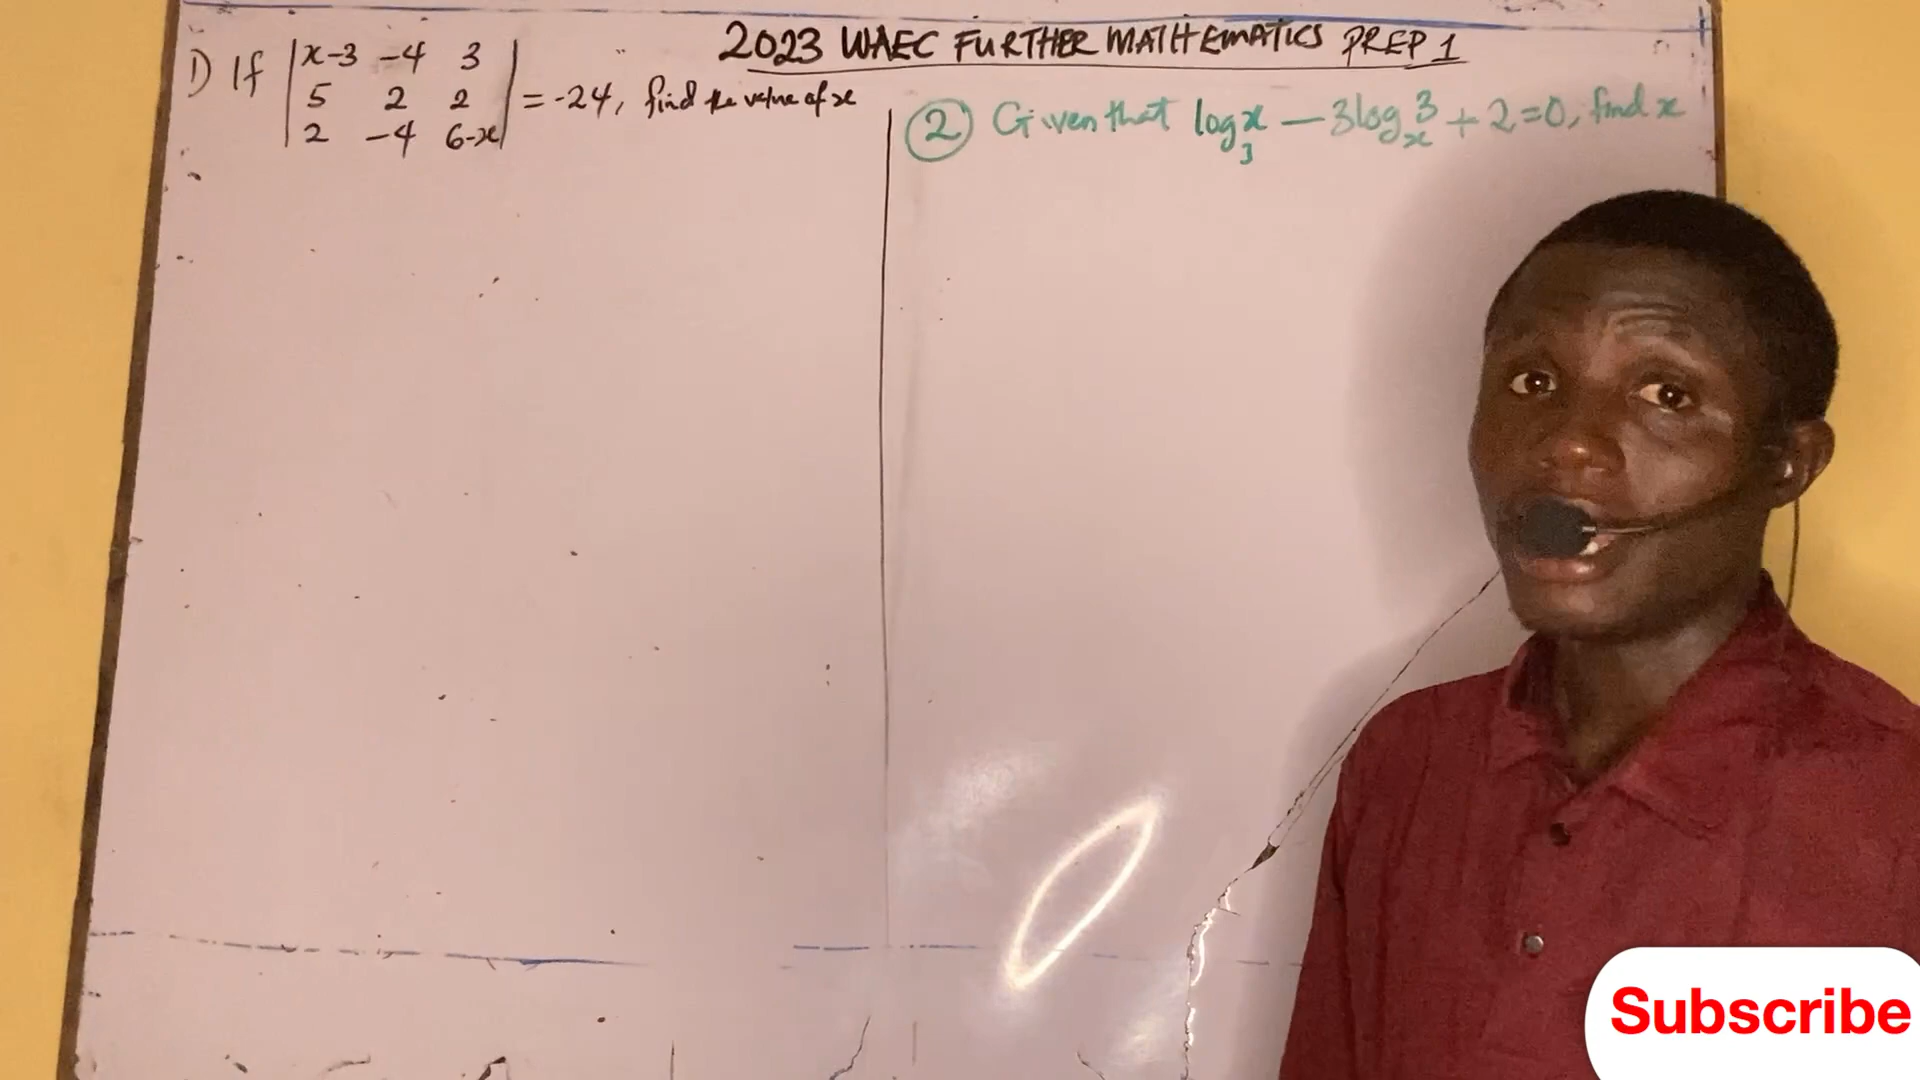 2023 WAEC FURTHER MATHEMATICS PREP 1
1) If | x-3 -4 3 |
| 5 2 2 | = -24, find the value of x
| 2 -4 6-x |
② Given that log₃x - 3logₓ3 + 2 = 0, find x
Subscribe